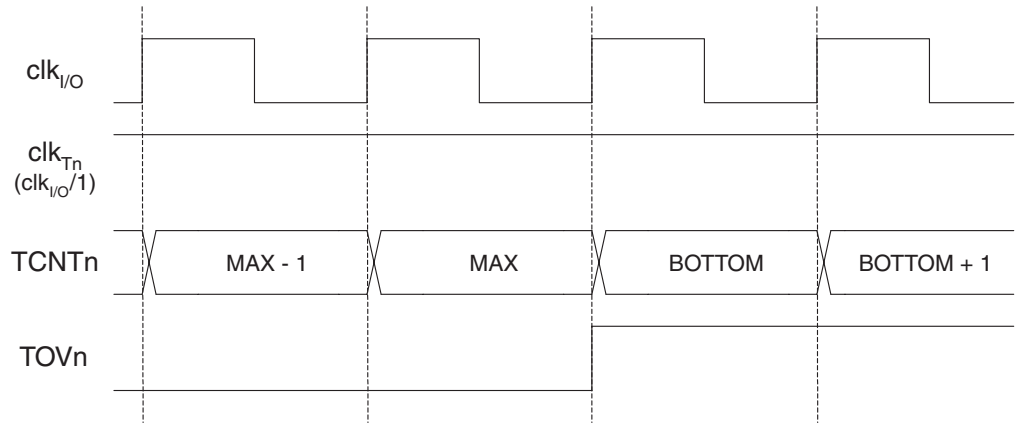 clkI/O
clkTn
(clkI/O/1)
TCNTn
MAX - 1
MAX
BOTTOM
BOTTOM + 1
TOVn